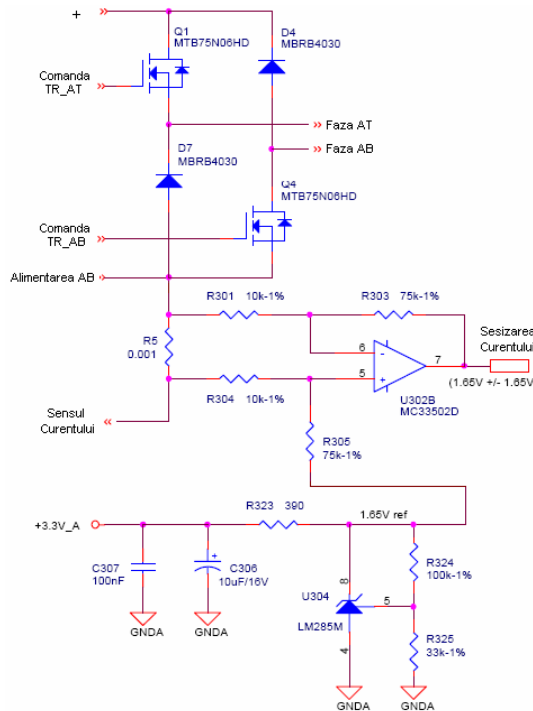 +
Q1
MTB75N06HD
D4
MBRB4030
Comanda
TR_AT
Faza AT
Faza AB
D7
MBRB4030
Q4
MTB75N06HD
Comanda
TR_AB
Alimentarea AB
R301 10k-1%
R303 75k-1%
R5
0.001
6
-
5
+
7
Sesizarea
Curentului
(1.65V +/- 1.65V
U302B
MC33502D
R304 10k-1%
Sensul
Curentului
R305
75k-1%
R323 390
1.65V ref
+3.3V_A
C307
100nF
+
C306
10uF/16V
U304
LM285M
8
5
4
R324
100k-1%
R325
33k-1%
GNDA
GNDA
GNDA
GNDA